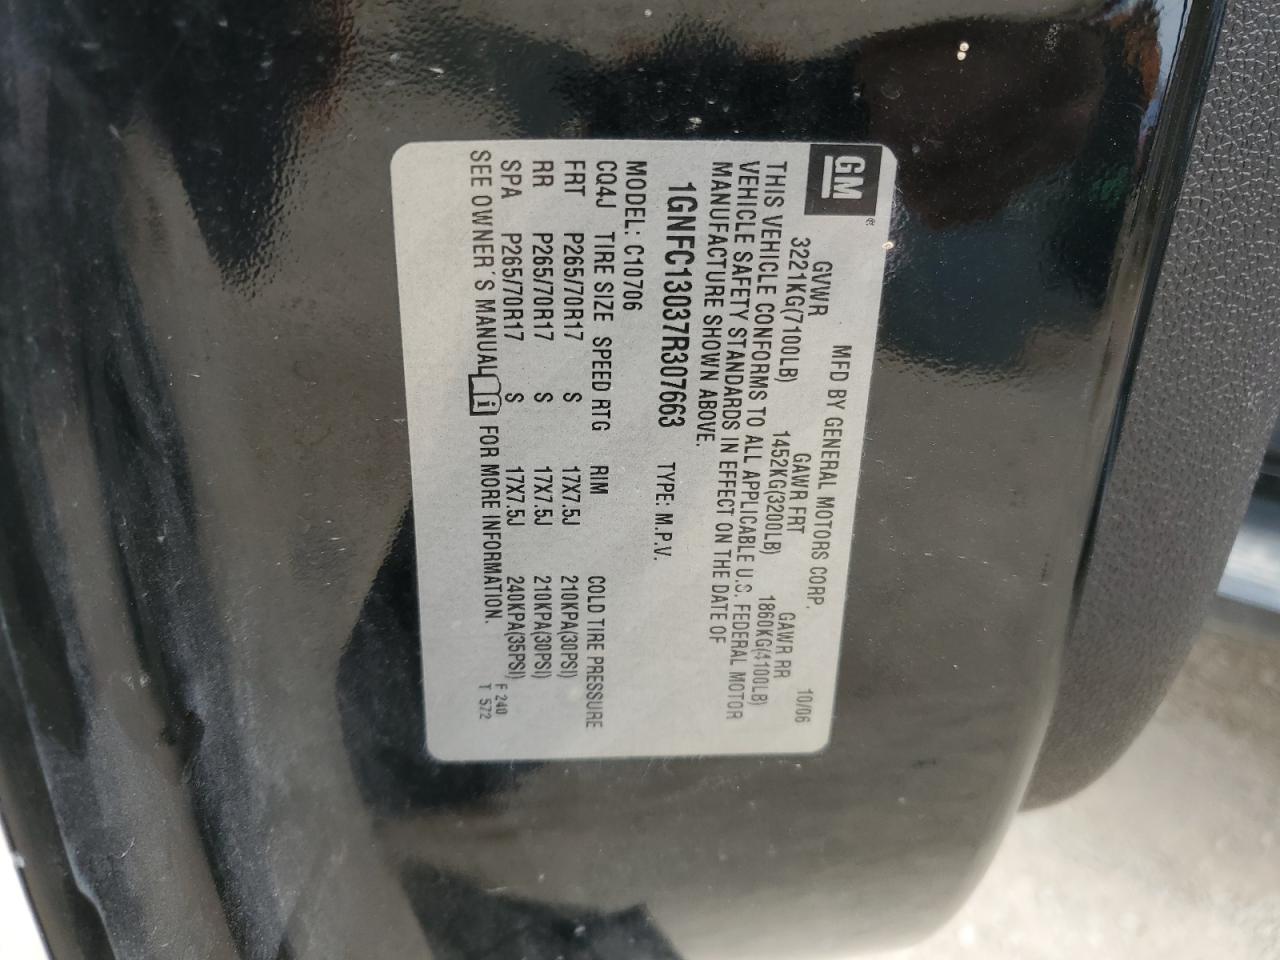 GM®
MFD BY GENERAL MOTORS CORP. 10/06
GVWR GAWR FRT GAWR RR
3221KG(7100LB) 1452KG(3200LB) 1860KG(4100LB)
THIS VEHICLE CONFORMS TO ALL APPLICABLE U.S. FEDERAL MOTOR
VEHICLE SAFETY STANDARDS IN EFFECT ON THE DATE OF
MANUFACTURE SHOWN ABOVE.
1GNFC13037R307663 TYPE: M.P.V.
MODEL: C10706
CQ4J TIRE SIZE SPEED RTG RIM COLD TIRE PRESSURE
FRT P265/70R17 S 17X7.5J 210KPA(30PSI)
RR P265/70R17 S 17X7.5J 210KPA(30PSI)
SPA P265/70R17 S 17X7.5J 240KPA(35PSI)
SEE OWNER'S MANUAL i FOR MORE INFORMATION.
F 240
T 572